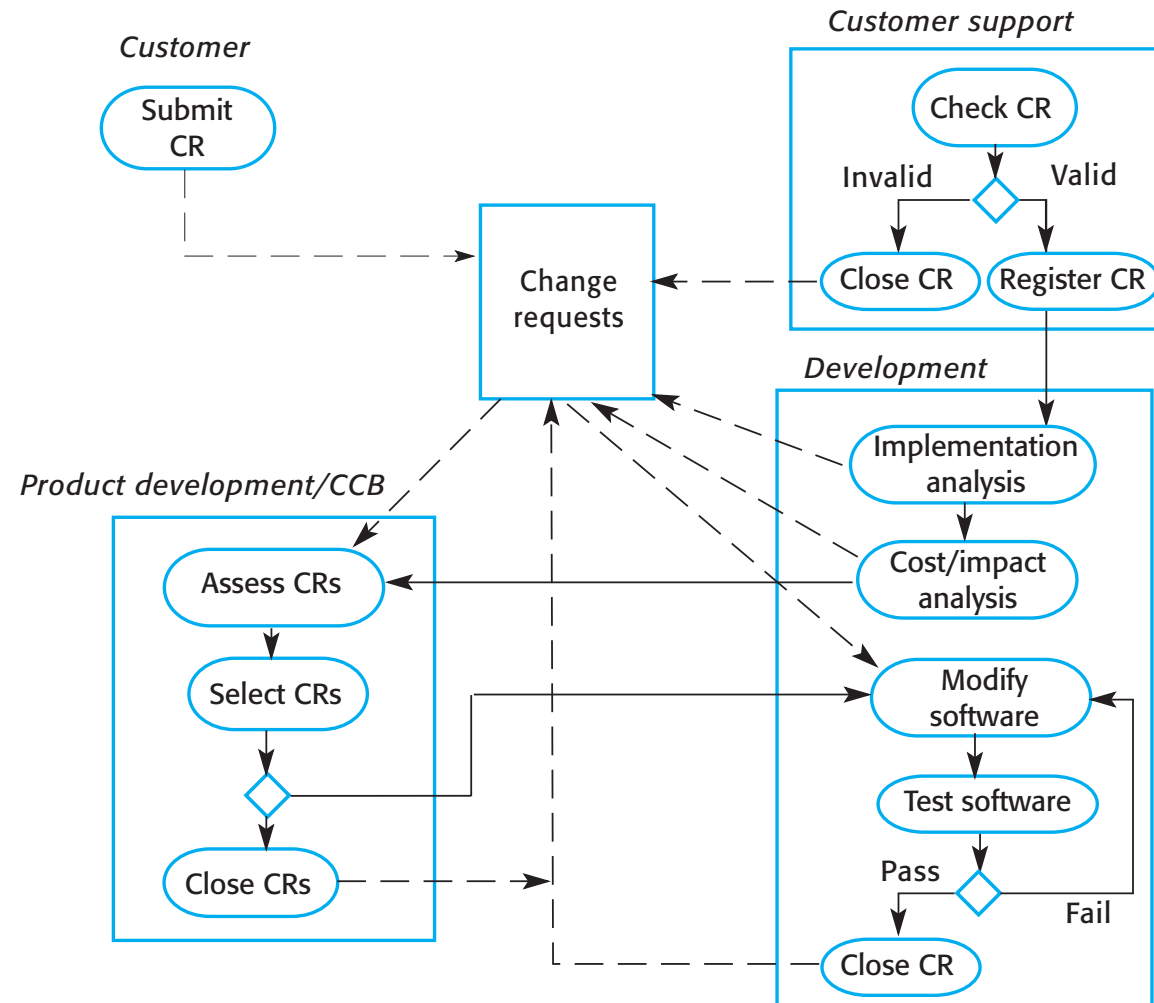 Customer
Submit
CR
Customer support
Check CR
Invalid
Valid
Close CR
Register CR
Change
requests
Development
Implementation
analysis
Cost/impact
analysis
Product development/CCB
Assess CRs
Select CRs
Close CRs
Modify
software
Test software
Pass
Fail
Close CR